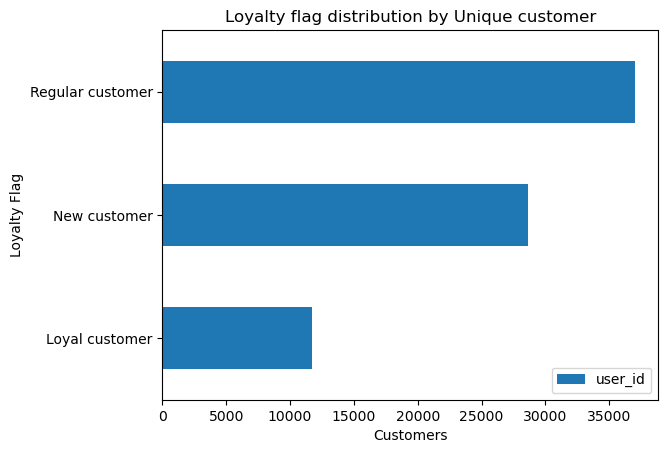 Loyalty flag distribution by Unique customer
Regular customer
New customer
Loyal customer
Loyalty Flag
user_id
0 5000 10000 15000 20000 25000 30000 35000
Customers